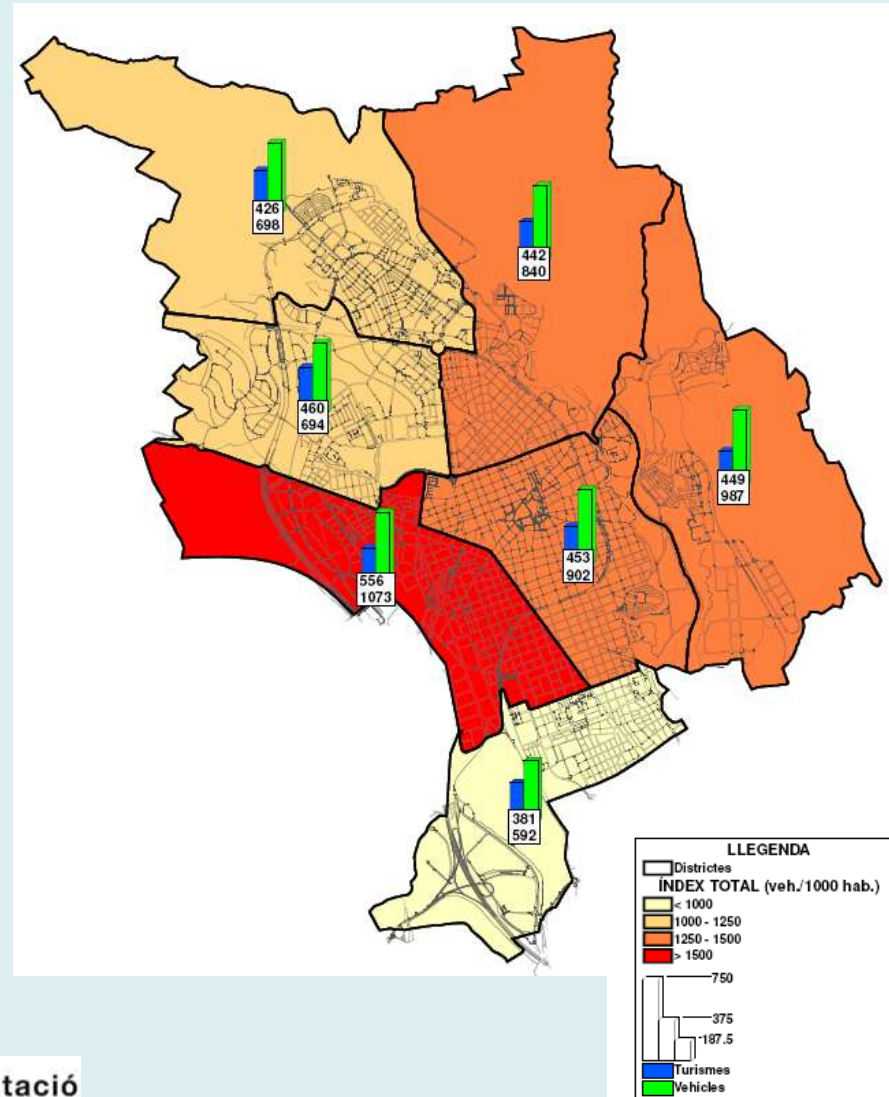 426
698
442
840
460
694
449
987
453
902
556
1073
381
592
LLEGENDA
Districtes
ÍNDEX TOTAL (veh./1000 hab.)
< 1000
1000 - 1250
1250 - 1500
> 1500
750
375
187.5
Turismes
Vehicles
tació